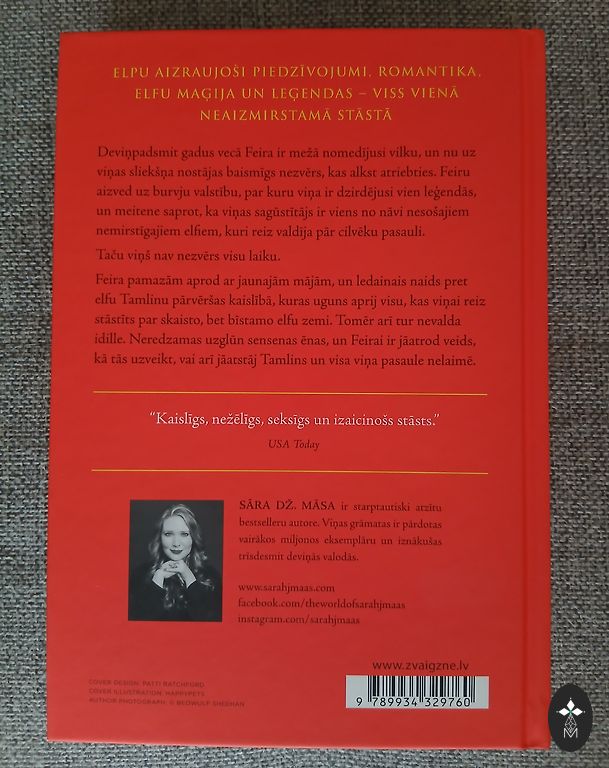 ELPU AIZRAUJOŠI PIEDZĪVOJUMI, ROMANTIKA,
ELFU MAĢIJA UN LEĢENDAS – VISS VIENĀ
NEAIZMIRSTAMĀ STĀSTĀ
Deviņpadsmit gadus vecā Feira ir mežā nomedījusi vilku, un nu uz
viņas sliekšņa nostājas baismīgs nezvērs, kas alkst atriebties. Feiru
aizved uz burvju valstību, par kuru viņa ir dzirdējusi vien leģendās,
un meitene saprot, ka viņas sagūstītājs ir viens no nāvi nesošajiem
nemirstīgajiem elfiem, kuri reiz valdīja pār cilvēku pasauli.
Taču viņš nav nezvērs visu laiku.
Feira pamazām aprod ar jaunajām mājām, un ledainais naids pret
elfu Tamlinu pārvēršas kaislībā, kuras uguns aprij visu, kas viņai reiz
stāstīts par skaisto, bet bīstamo elfu zemi. Tomēr arī tur nevalda
idille. Neredzamas uzglūn sensenas ēnas, un Feirai ir jāatrod veids,
kā tās uzveikt, vai arī jāatstāj Tamlins un visa viņa pasaule nelaimē.
“Kaislīgs, nežēlīgs, seksīgs un izaicinošs stāsts.”
USA Today
SĀRA DŽ. MĀSA ir starptautiski atzītu
bestselleru autore. Viņas grāmatas ir pārdotas
vairākos miljonos eksemplāru un iznākušas
trīsdesmit deviņās valodās.
www.sarahjmaas.com
facebook.com/theworldofsarahjmaas
instagram.com/sarahjmaas
www.zvaigzne.lv
COVER DESIGN: PATTI RATCHFORD
COVER ILLUSTRATION: HAPPYPETS
AUTHOR PHOTOGRAPH: © BEOWULF SHEEHAN
9 789934 329760
M